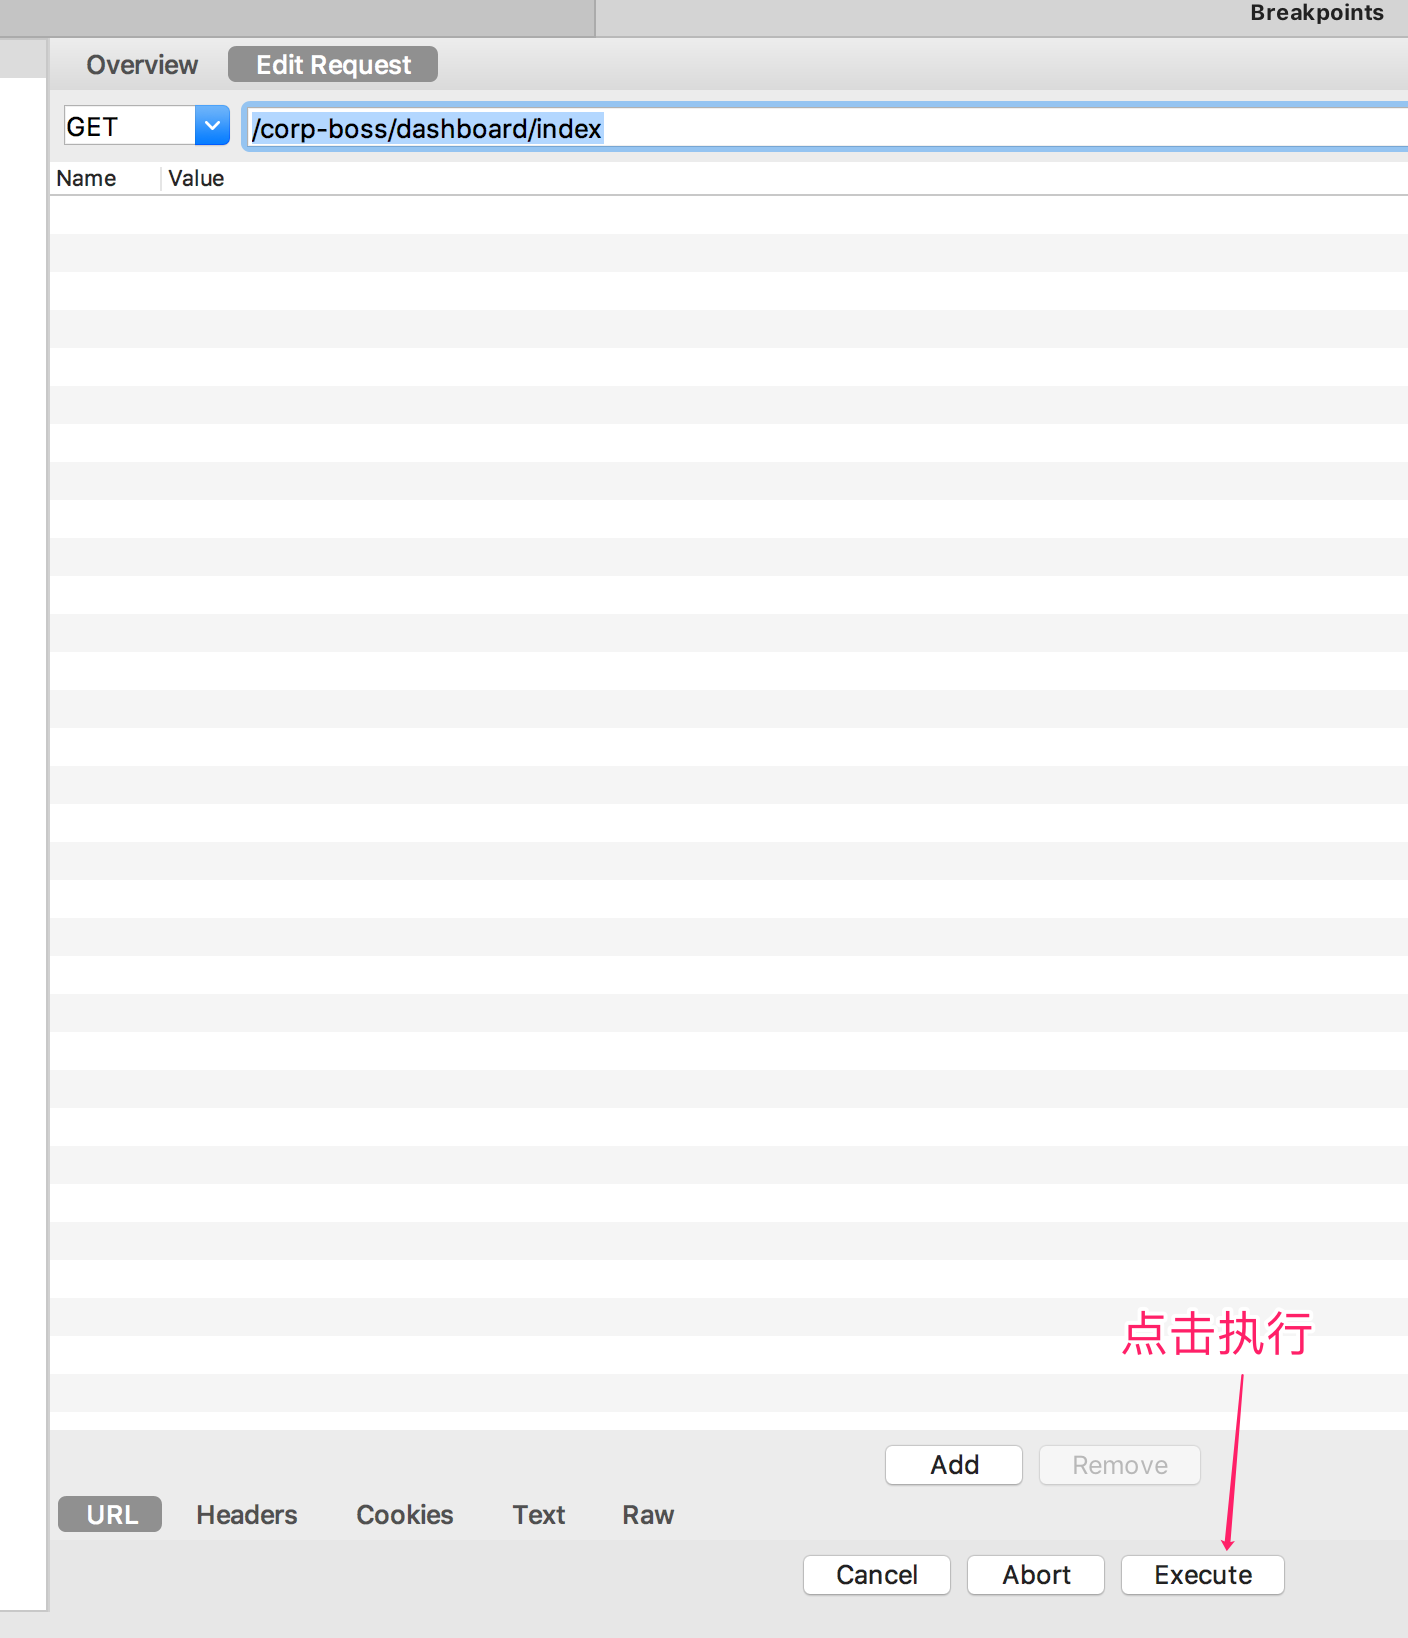 Breakpoints
Overview Edit Request
GET /corp-boss/dashboard/index
Name Value
点击执行
Add Remove
URL Headers Cookies Text Raw
Cancel Abort Execute